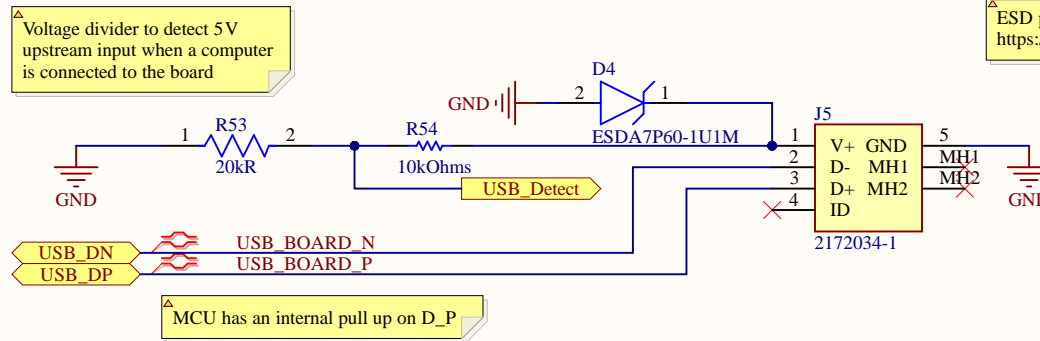 Voltage divider to detect 5V
upstream input when a computer
is connected to the board
ESD
https:/
D4
GND
2
1
ESDA7P60-1U1M
J5
1
R53
2
20kR
R54
10kOhms
GND
USB_Detect
1
V+
GND
5
2
D-
MH1
MH1
3
D+
MH2
MH2
4
ID
GND
2172034-1
USB_DN
USB_BOARD_N
USB_DP
USB_BOARD_P
MCU has an internal pull up on D_P